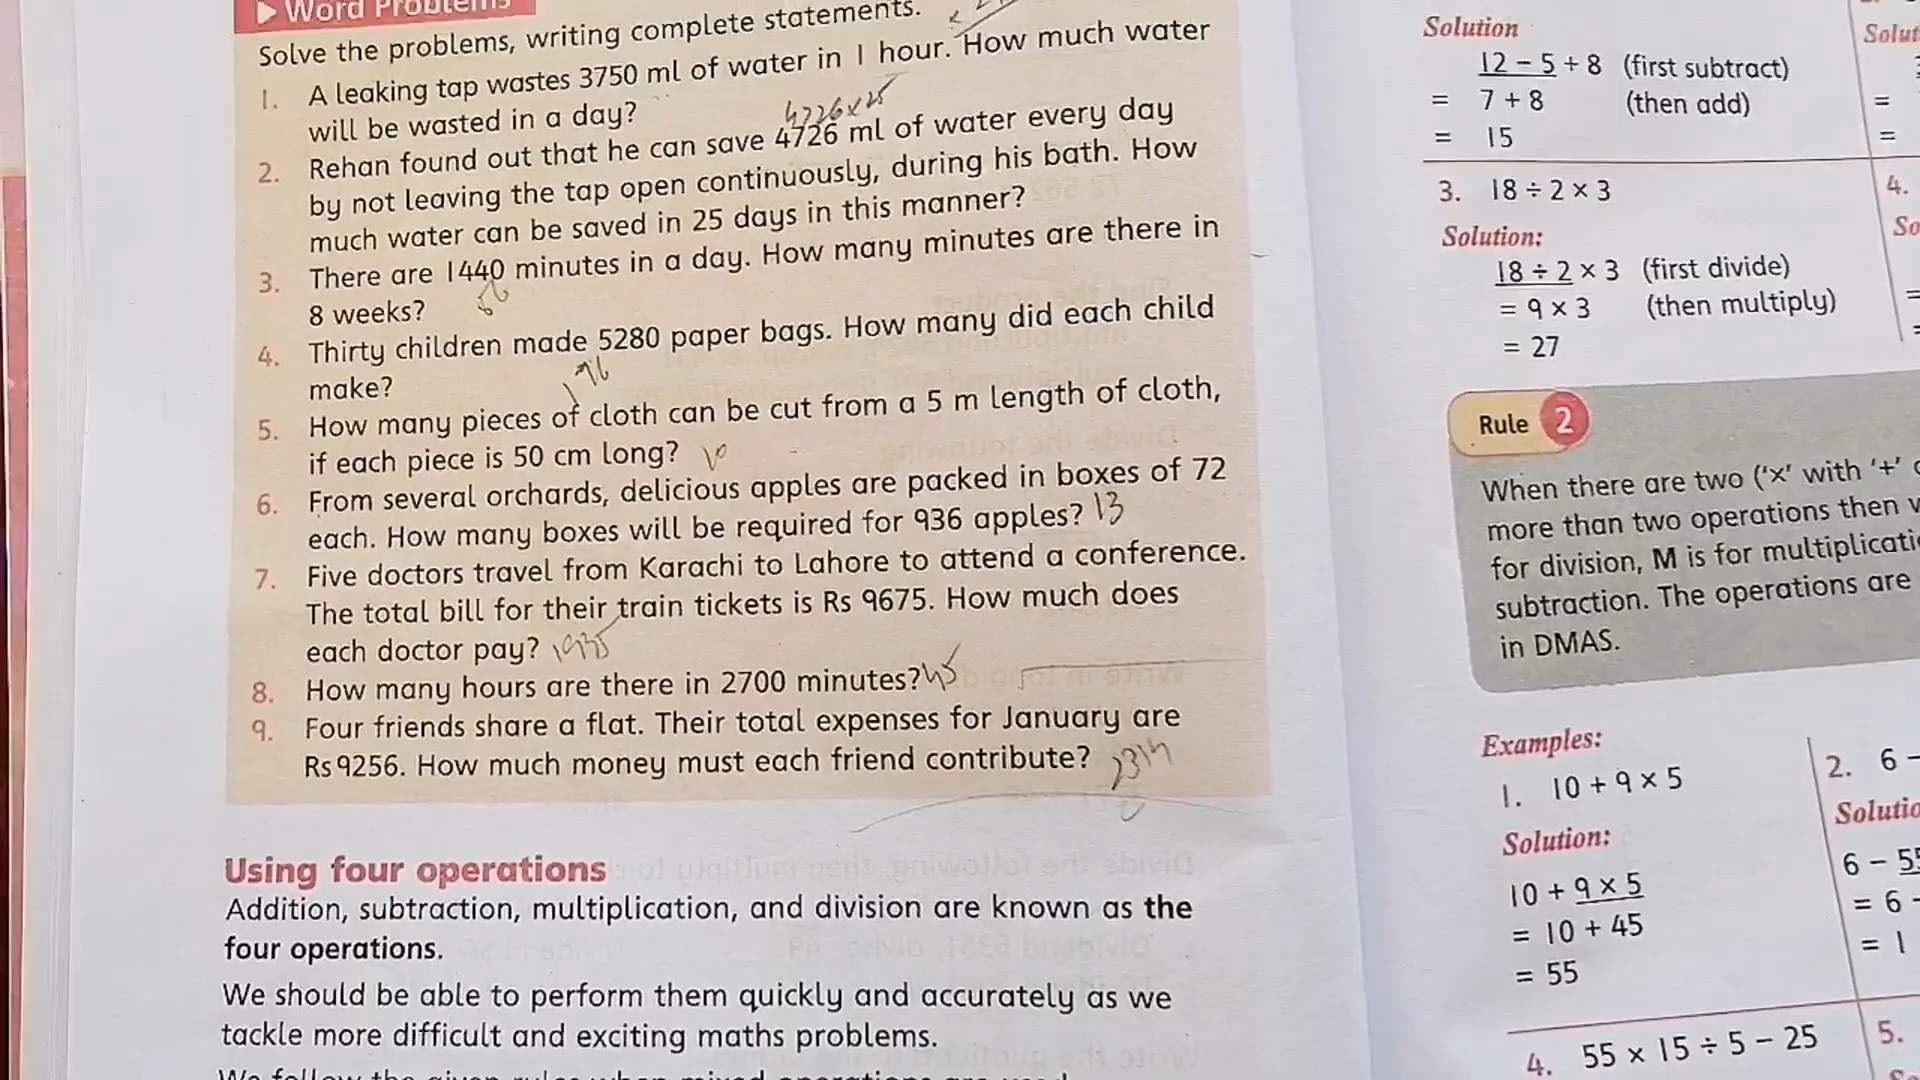 Word Problems
Solve the problems, writing complete statements.
1. A leaking tap wastes 3750 ml of water in 1 hour. How much water
will be wasted in a day?
4726×25
2. Rehan found out that he can save 4726 ml of water every day
by not leaving the tap open continuously, during his bath. How
much water can be saved in 25 days in this manner?
3. There are 1440 minutes in a day. How many minutes are there in
8 weeks?
56
4. Thirty children made 5280 paper bags. How many did each child
make?
176
5. How many pieces of cloth can be cut from a 5 m length of cloth,
if each piece is 50 cm long? 10
6. From several orchards, delicious apples are packed in boxes of 72
each. How many boxes will be required for 936 apples? 13
7. Five doctors travel from Karachi to Lahore to attend a conference.
The total bill for their train tickets is Rs 9675. How much does
each doctor pay? 1935
8. How many hours are there in 2700 minutes? 45
9. Four friends share a flat. Their total expenses for January are
Rs 9256. How much money must each friend contribute? 2314
Using four operations
Addition, subtraction, multiplication, and division are known as the
four operations.
We should be able to perform them quickly and accurately as we
tackle more difficult and exciting maths problems.
Solution
12 – 5 + 8 (first subtract)
= 7 + 8 (then add)
= 15
3. 18 ÷ 2 × 3
Solution:
18 ÷ 2 × 3 (first divide)
= 9 × 3 (then multiply)
= 27
4.
=
=
Rule 2
When there are two ('×' with '+'
more than two operations then
for division, M is for multiplicati
subtraction. The operations are
in DMAS.
Examples:
1. 10 + 9 × 5
Solution:
10 + 9 × 5
= 10 + 45
= 55
2. 6 –
Solutio
6 – 55
= 6 –
= 1
4. 55 × 15 ÷ 5 – 25
5.